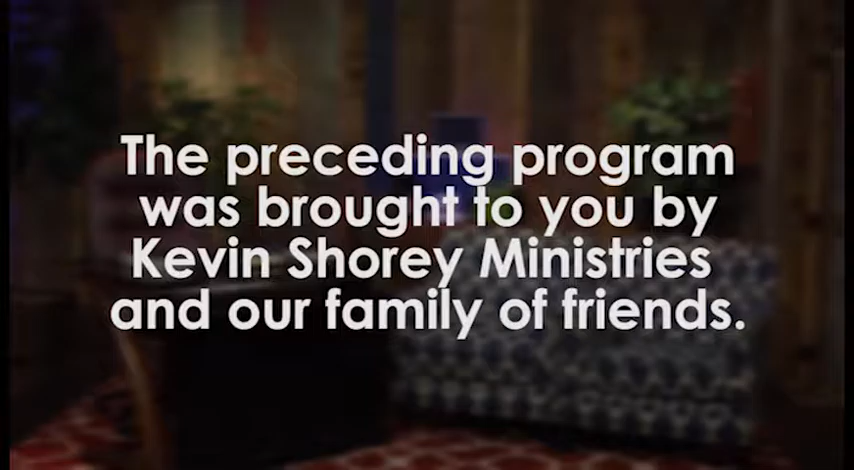 The preceding program
was brought to you by
Kevin Shorey Ministries
and our family of friends.